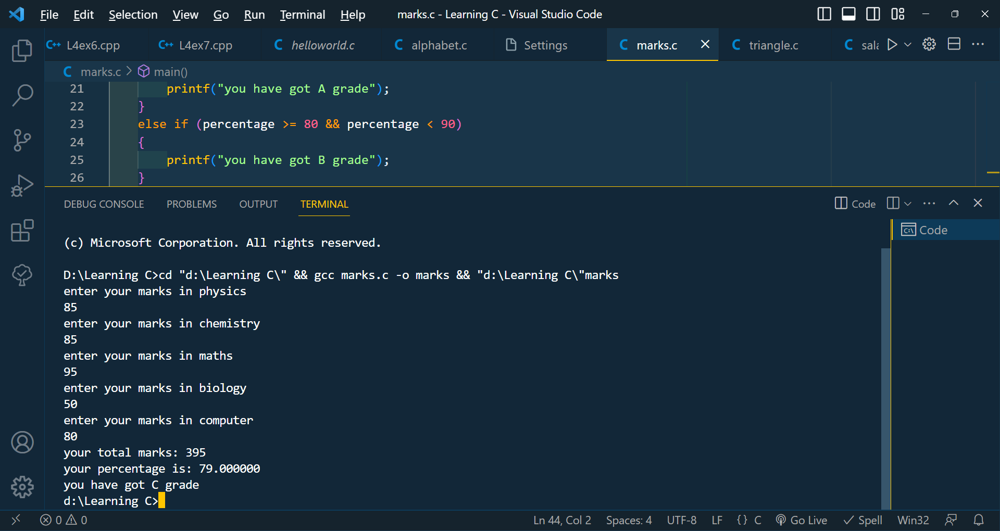 File Edit Selection View Go Run Terminal Help marks.c - Learning C - Visual Studio Code
L4ex6.cpp L4ex7.cpp helloworld.c alphabet.c Settings marks.c triangle.c sala
marks.c > main()
21 printf("you have got A grade");
22 }
23 else if (percentage >= 80 && percentage < 90)
24 {
25 printf("you have got B grade");
26 }
DEBUG CONSOLE PROBLEMS OUTPUT TERMINAL Code
Code
(c) Microsoft Corporation. All rights reserved.
D:\Learning C>cd "d:\Learning C\" && gcc marks.c -o marks && "d:\Learning C\"marks
enter your marks in physics
85
enter your marks in chemistry
85
enter your marks in maths
95
enter your marks in biology
50
enter your marks in computer
80
your total marks: 395
your percentage is: 79.000000
you have got C grade
d:\Learning C>
0 0 Ln 44, Col 2 Spaces: 4 UTF-8 LF {} C Go Live Spell Win32